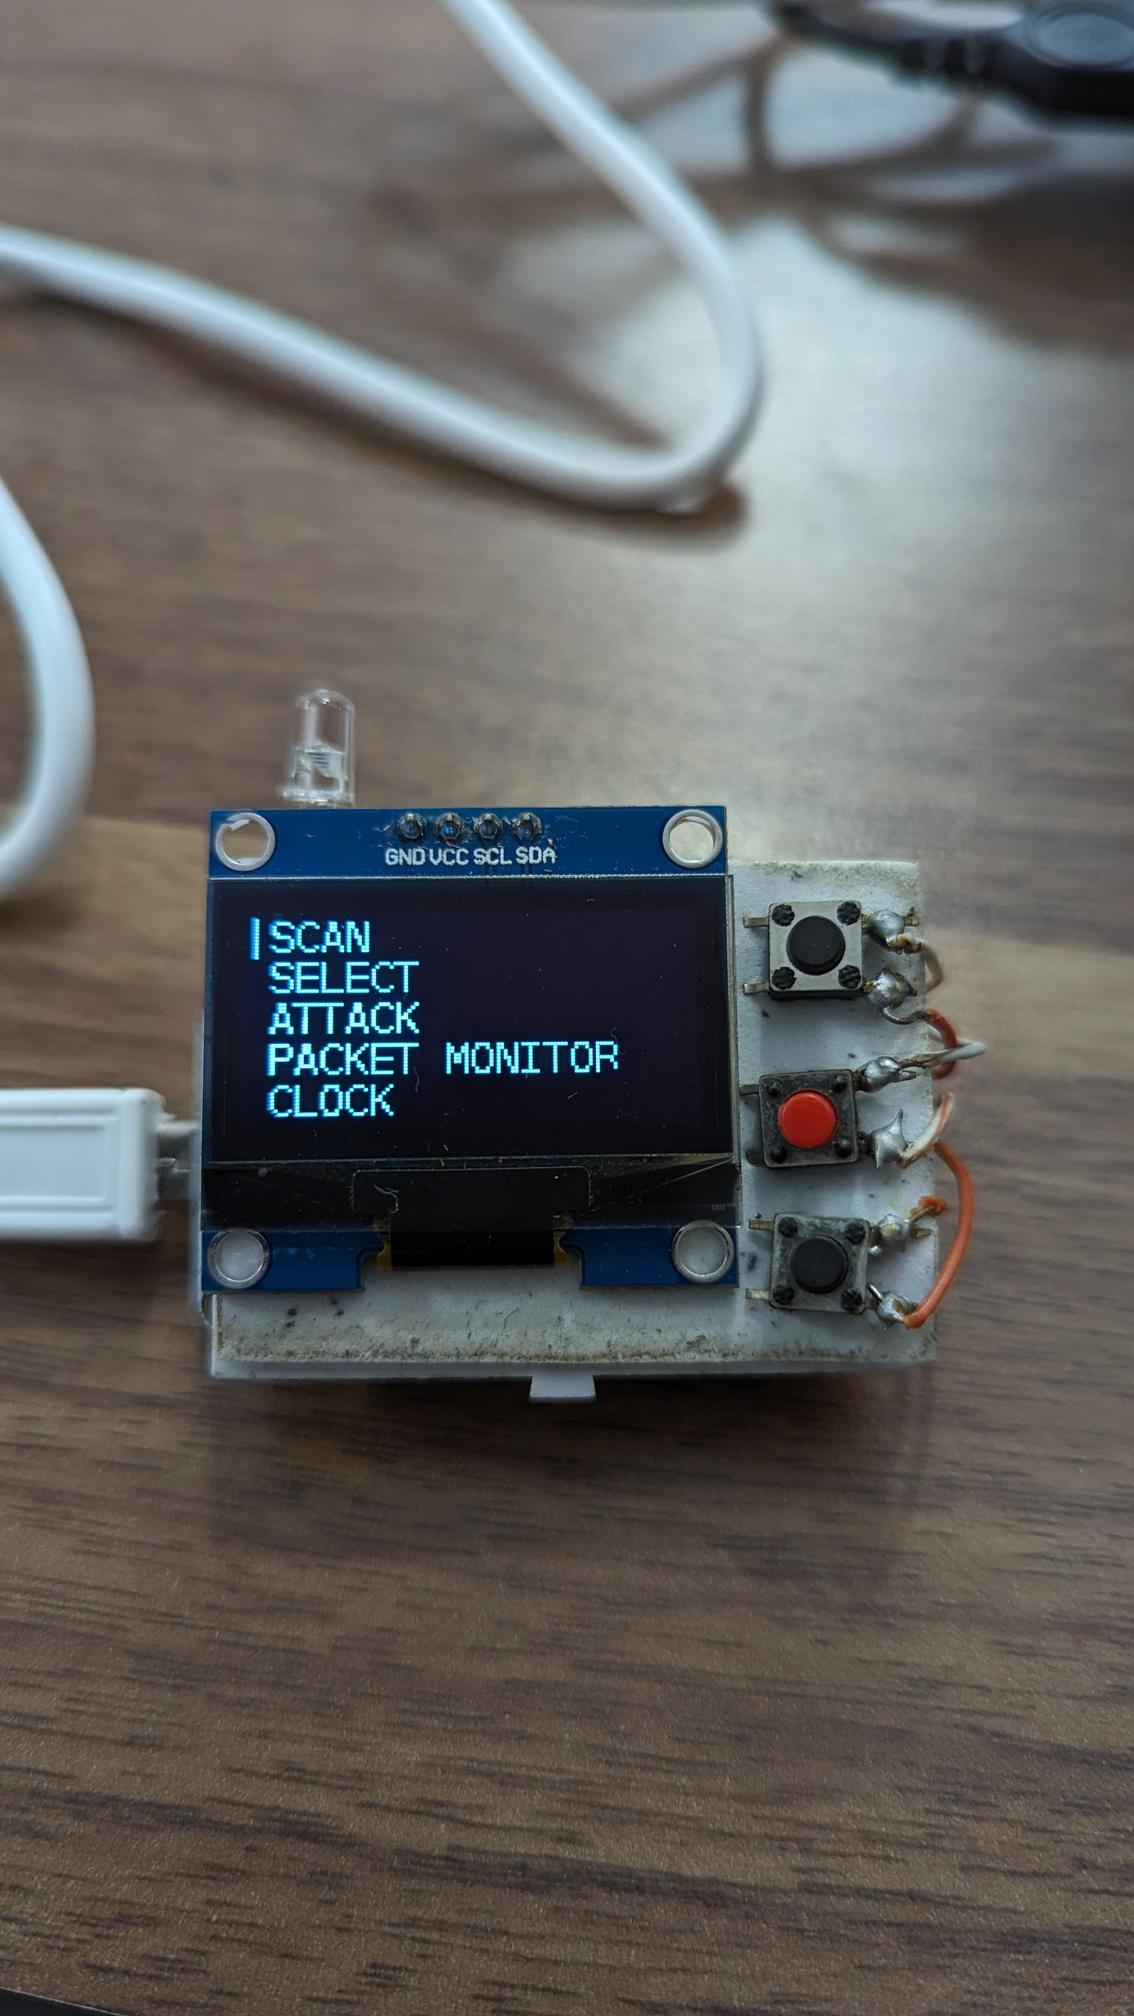 GND VCC SCL SDA
SCAN
SELECT
ATTACK
PACKET MONITOR
CLOCK